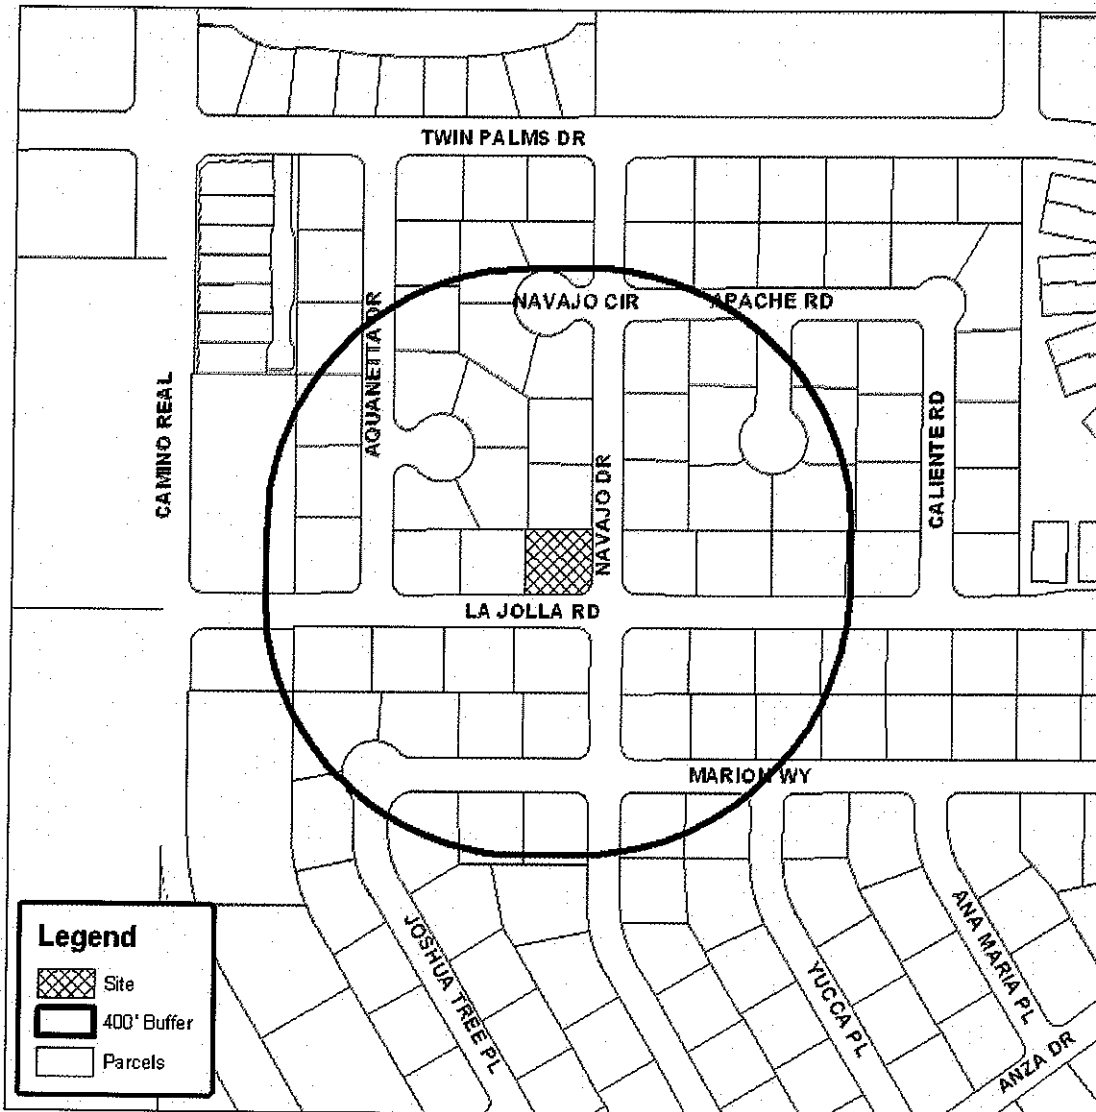 TWIN PALMS DR
NAVAJO CIR
APACHE RD
AQUANETTA DR
CAMINO REAL
CALIENTE RD
NAVAJO DR
LA JOLLA RD
MARION WY
JOSHUA TREE PL
YUCCA PL
ANA MARIA PL
ANZA DR
Legend
Site
400' Buffer
Parcels